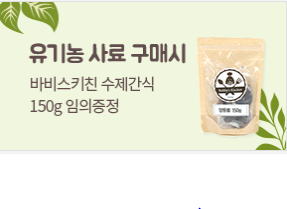 유기농 사료 구매시
바비스키친 수제간식
150g 임의증정